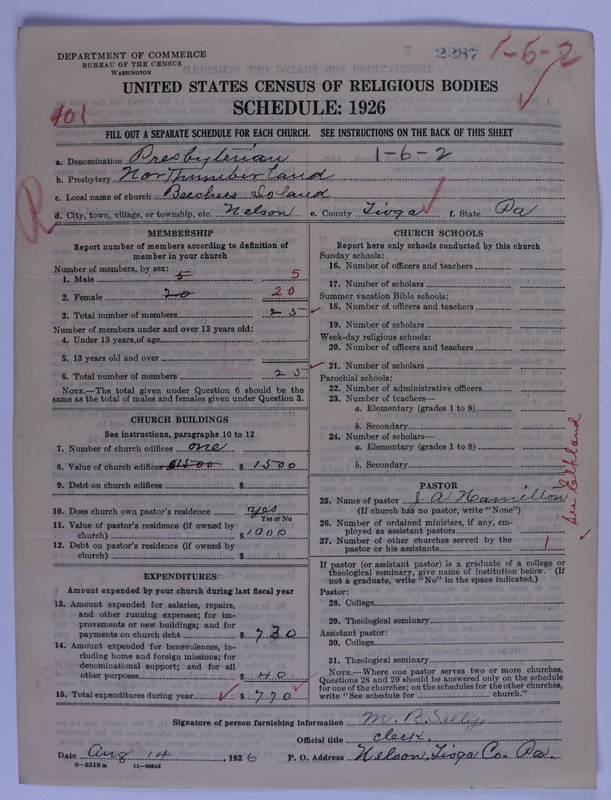 DEPARTMENT OF COMMERCE
BUREAU OF THE CENSUS
WASHINGTON
2287 1-6-2
UNITED STATES CENSUS OF RELIGIOUS BODIES
SCHEDULE: 1926
101
FILL OUT A SEPARATE SCHEDULE FOR EACH CHURCH. SEE INSTRUCTIONS ON THE BACK OF THIS SHEET
a. Denomination Presbyterian 1-6-2
b. Presbytery Northumberland
c. Local name of church Beechers Island
d. City, town, village, or township, etc. Nelson e. County Tioga f. State Pa
MEMBERSHIP
Report number of members according to definition of
member in your church
Number of members, by sex:
1. Male 5 5
2. Female 20 20
3. Total number of members 25
Number of members under and over 13 years old:
4. Under 13 years of age
5. 13 years old and over
6. Total number of members 25
NOTE.—The total given under Question 6 should be the
same as the total of males and females given under Question 3.
CHURCH BUILDINGS
See instructions, paragraphs 10 to 12
7. Number of church edifices one
8. Value of church edifices $1500 $ 1500
9. Debt on church edifices $
10. Does church own pastor's residence yes
Yes or No
11. Value of pastor's residence (if owned by
church) $ 1000
12. Debt on pastor's residence (if owned by
church) $
EXPENDITURES
Amount expended by your church during last fiscal year
13. Amount expended for salaries, repairs,
and other running expenses; for im-
provements or new buildings; and for
payments on church debt $ 730
14. Amount expended for benevolences, in-
cluding home and foreign missions; for
denominational support; and for all
other purposes $ 40
15. Total expenditures during year $ 770
CHURCH SCHOOLS
Report here only schools conducted by this church
Sunday schools:
16. Number of officers and teachers
17. Number of scholars
Summer vacation Bible schools:
18. Number of officers and teachers
19. Number of scholars
Week-day religious schools:
20. Number of officers and teachers
21. Number of scholars
Parochial schools:
22. Number of administrative officers
23. Number of teachers—
a. Elementary (grades 1 to 8)
b. Secondary
24. Number of scholars—
a. Elementary (grades 1 to 8)
b. Secondary
See Elkland
PASTOR
25. Name of pastor J A Hamilton
(If church has no pastor, write "None")
26. Number of ordained ministers, if any, em-
ployed as assistant pastors
27. Number of other churches served by the
pastor or his assistants 1
If pastor (or assistant pastor) is a graduate of a college or
theological seminary, give name of institution below. (If
not a graduate, write "No" in the space indicated.)
Pastor:
28. College
29. Theological seminary
Assistant pastor:
30. College
31. Theological seminary
NOTE.—Where one pastor serves two or more churches,
Questions 28 and 29 should be answered only on the schedule
for one of the churches; on the schedules for the other churches,
write "See schedule for church."
Signature of person furnishing information M. B. Seely
Official title clerk.
Date Aug 14, 1926 P. O. Address Nelson, Tioga Co. Pa.
8-5518 a